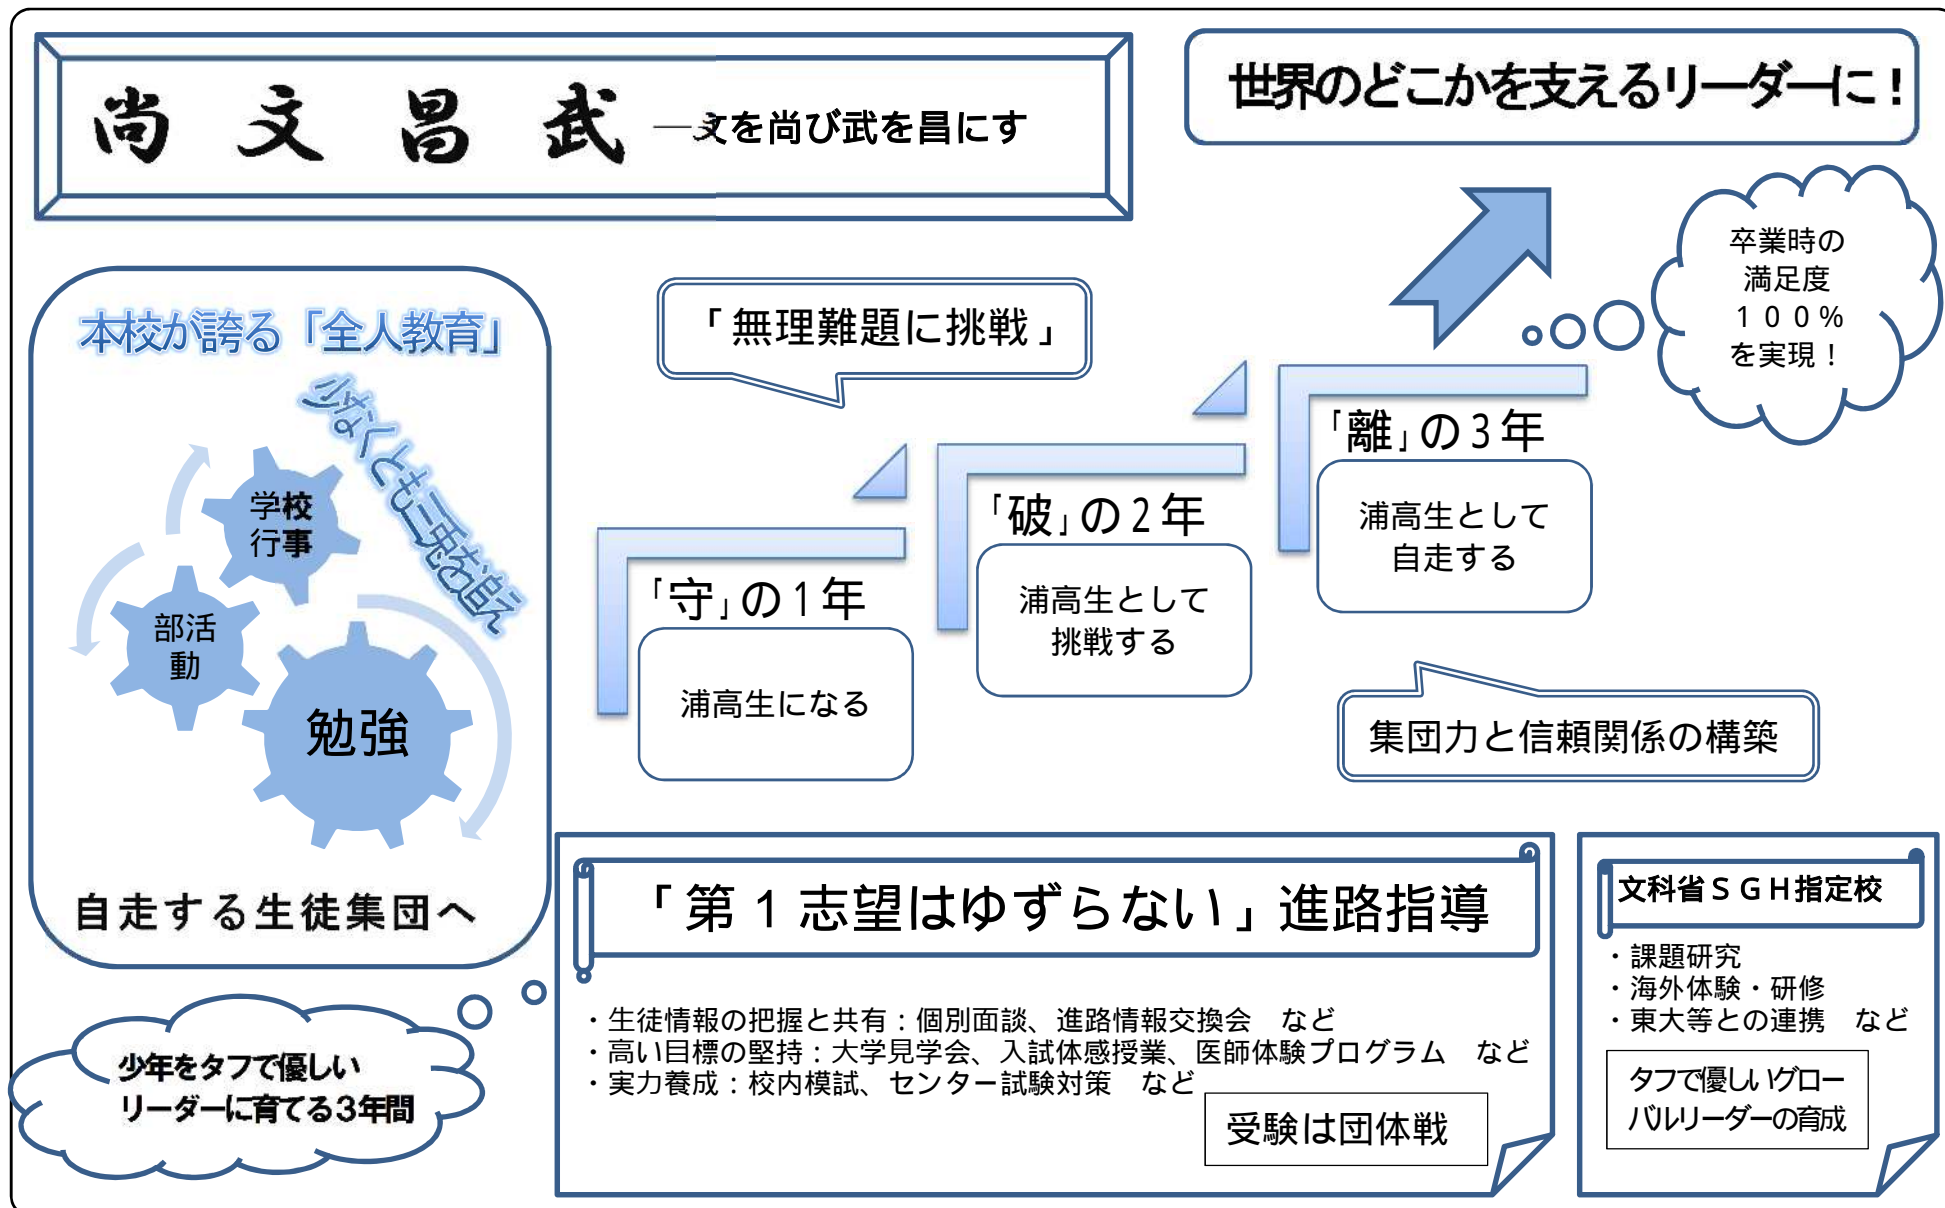 尚文昌武 ―文を尚び武を昌にす
世界のどこかを支えるリーダーに！
卒業時の
満足度
１００％
を実現！
本校が誇る「全人教育」
少なくとも三兎を追え
学校
行事
部活
動
勉強
自走する生徒集団へ
「無理難題に挑戦」
「守」の１年
浦高生になる
「破」の２年
浦高生として
挑戦する
「離」の３年
浦高生として
自走する
集団力と信頼関係の構築
少年をタフで優しい
リーダーに育てる３年間
「第１志望はゆずらない」進路指導
・生徒情報の把握と共有：個別面談、進路情報交換会　など
・高い目標の堅持：大学見学会、入試体感授業、医師体験プログラム　など
・実力養成：校内模試、センター試験対策　など
受験は団体戦
文科省ＳＧＨ指定校
・課題研究
・海外体験・研修
・東大等との連携　など
タフで優しいグロー
バルリーダーの育成